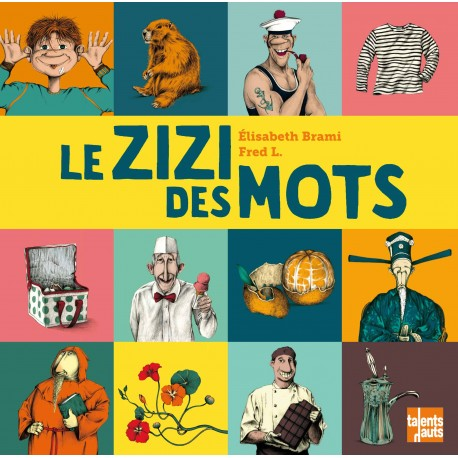 Élisabeth Brami
Fred L.
LE ZIZI
DES MOTS
talents
hauts